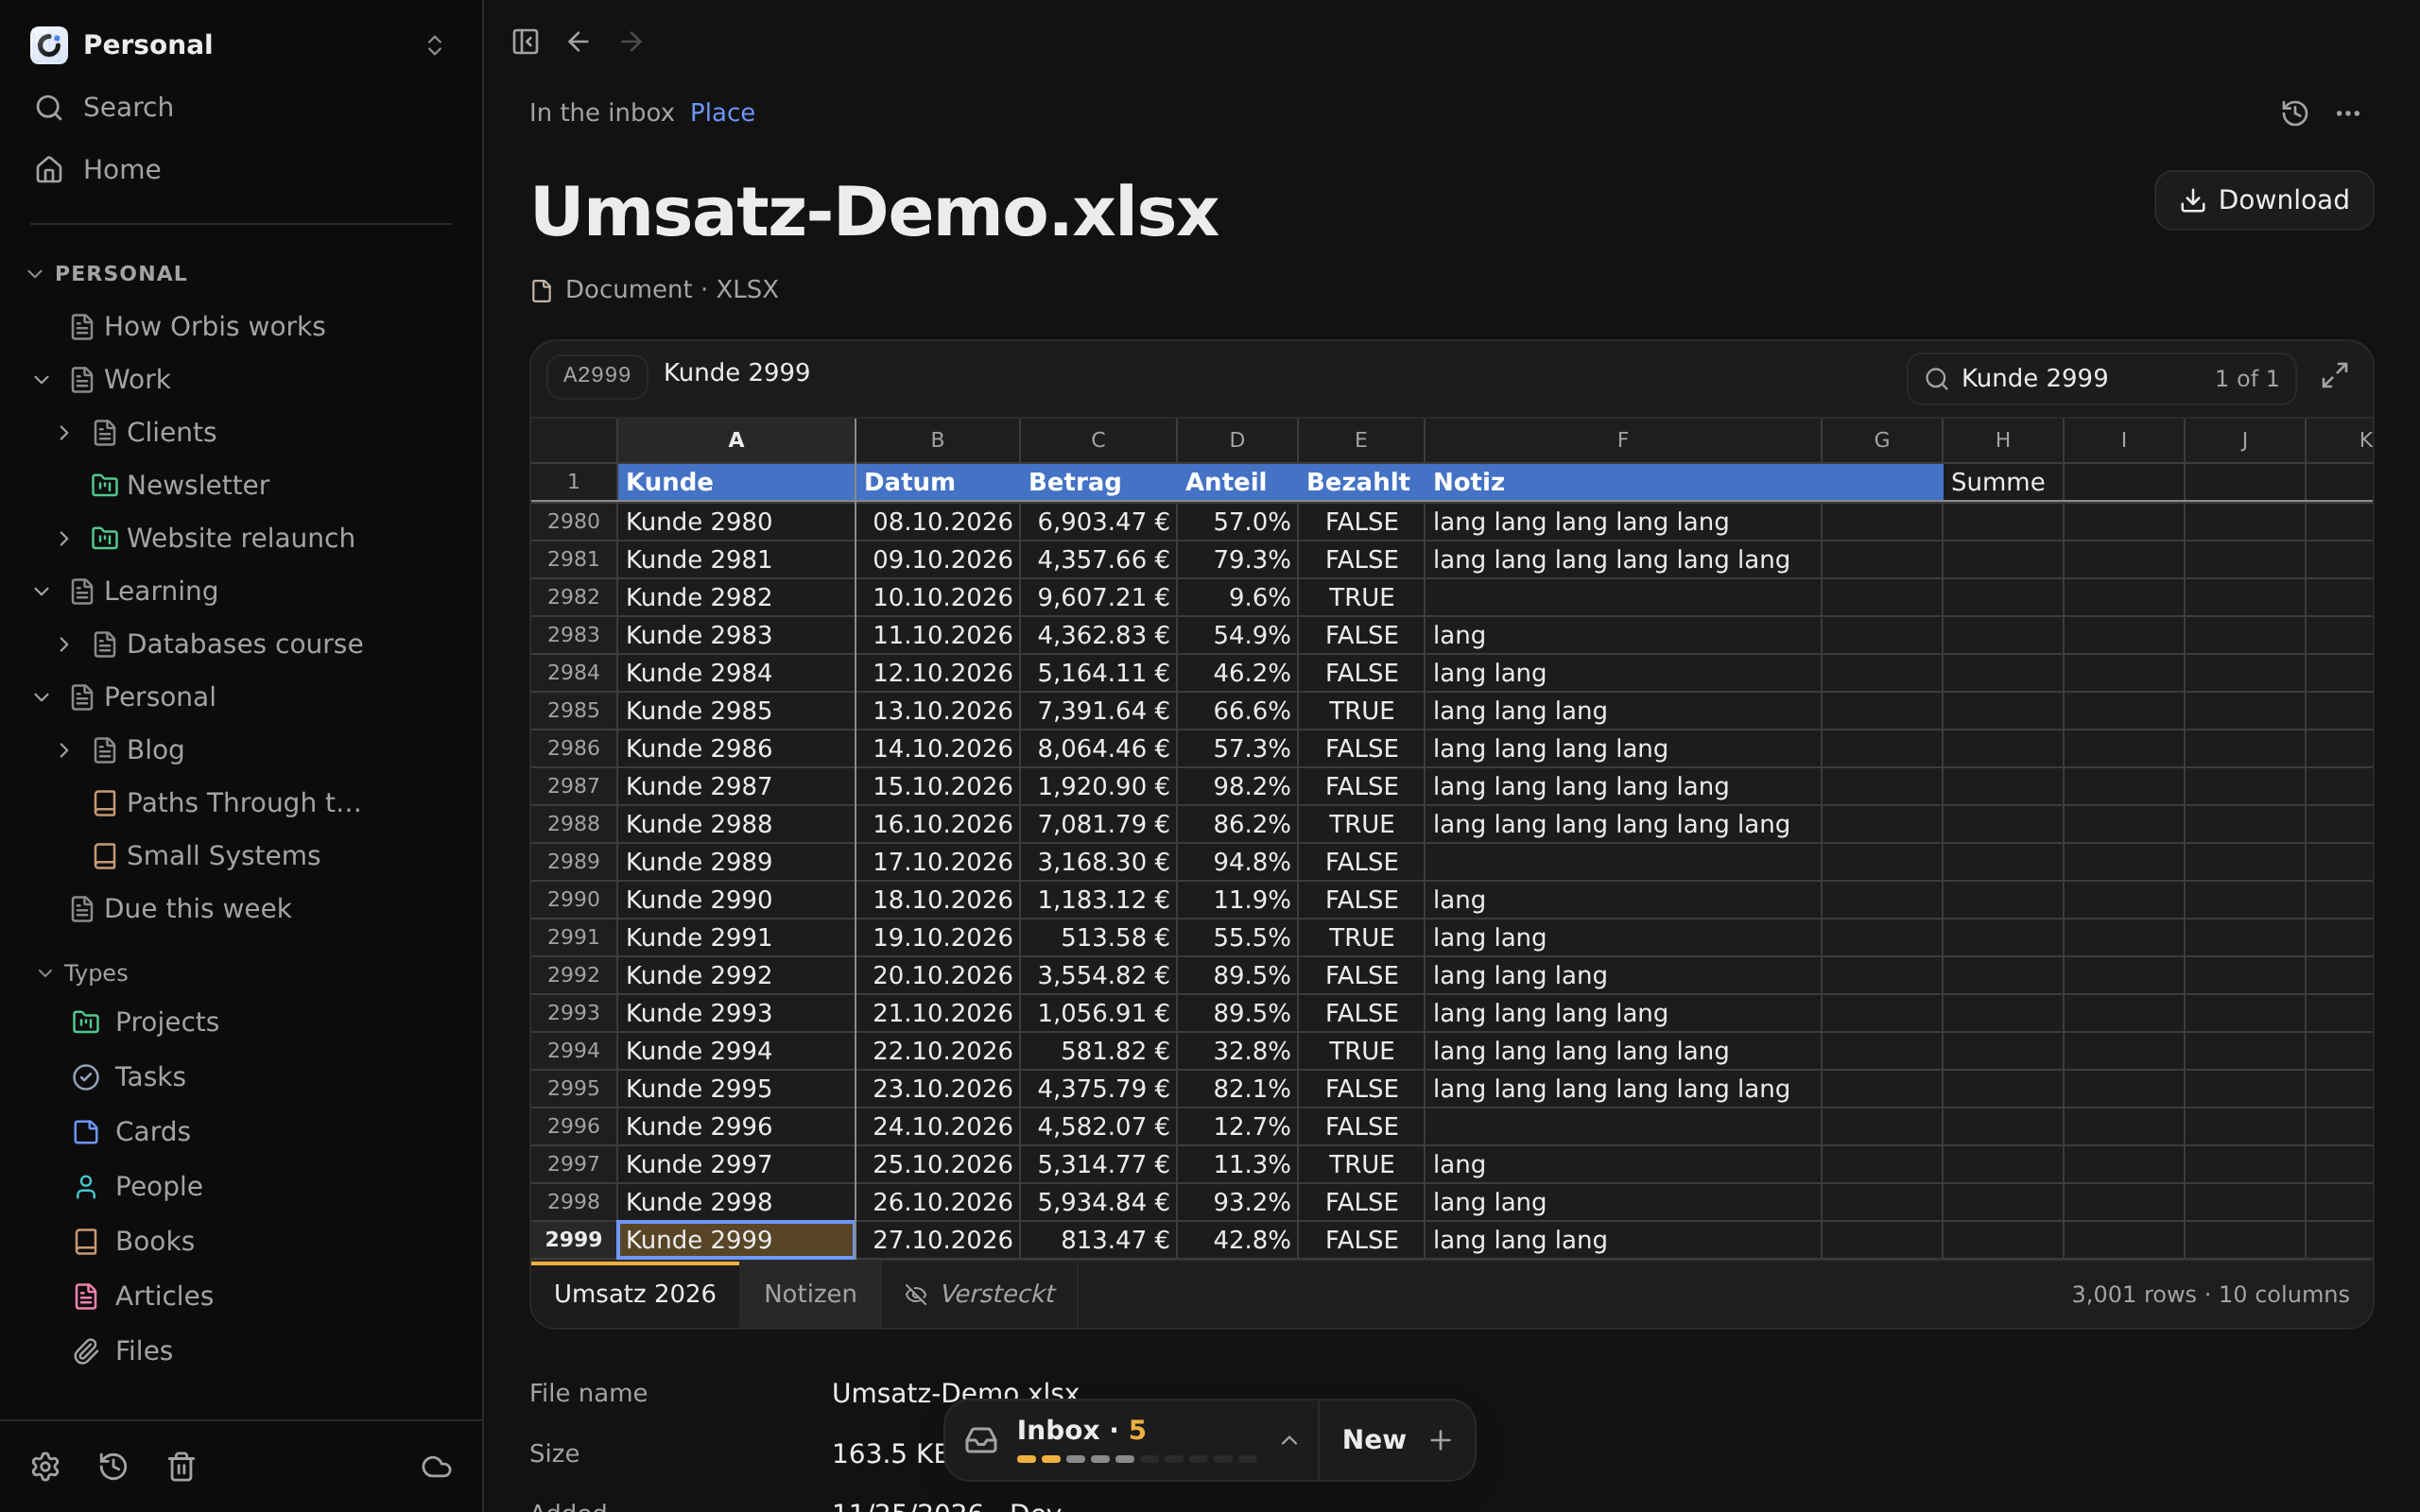 Personal
Search
Home
PERSONAL
How Orbis works
Work
Clients
Newsletter
Website relaunch
Learning
Databases course
Personal
Blog
Paths Through t…
Small Systems
Due this week
Types
Projects
Tasks
Cards
People
Books
Articles
Files
In the inbox Place
Umsatz-Demo.xlsx
Download
Document · XLSX
A2999 Kunde 2999
Kunde 2999 1 of 1
A B C D E F G H I J K
1 Kunde Datum Betrag Anteil Bezahlt Notiz Summe
2980 Kunde 2980 08.10.2026 6,903.47 € 57.0% FALSE lang lang lang lang lang
2981 Kunde 2981 09.10.2026 4,357.66 € 79.3% FALSE lang lang lang lang lang lang
2982 Kunde 2982 10.10.2026 9,607.21 € 9.6% TRUE
2983 Kunde 2983 11.10.2026 4,362.83 € 54.9% FALSE lang
2984 Kunde 2984 12.10.2026 5,164.11 € 46.2% FALSE lang lang
2985 Kunde 2985 13.10.2026 7,391.64 € 66.6% TRUE lang lang lang
2986 Kunde 2986 14.10.2026 8,064.46 € 57.3% FALSE lang lang lang lang
2987 Kunde 2987 15.10.2026 1,920.90 € 98.2% FALSE lang lang lang lang lang
2988 Kunde 2988 16.10.2026 7,081.79 € 86.2% TRUE lang lang lang lang lang lang
2989 Kunde 2989 17.10.2026 3,168.30 € 94.8% FALSE
2990 Kunde 2990 18.10.2026 1,183.12 € 11.9% FALSE lang
2991 Kunde 2991 19.10.2026 513.58 € 55.5% TRUE lang lang
2992 Kunde 2992 20.10.2026 3,554.82 € 89.5% FALSE lang lang lang
2993 Kunde 2993 21.10.2026 1,056.91 € 89.5% FALSE lang lang lang lang
2994 Kunde 2994 22.10.2026 581.82 € 32.8% TRUE lang lang lang lang lang
2995 Kunde 2995 23.10.2026 4,375.79 € 82.1% FALSE lang lang lang lang lang lang
2996 Kunde 2996 24.10.2026 4,582.07 € 12.7% FALSE
2997 Kunde 2997 25.10.2026 5,314.77 € 11.3% TRUE lang
2998 Kunde 2998 26.10.2026 5,934.84 € 93.2% FALSE lang lang
2999 Kunde 2999 27.10.2026 813.47 € 42.8% FALSE lang lang lang
Umsatz 2026 Notizen Versteckt 3,001 rows · 10 columns
File name Umsatz-Demo.xlsx
Size 163.5 KB
Added 11/25/2026 · Dev
Inbox · 5
New